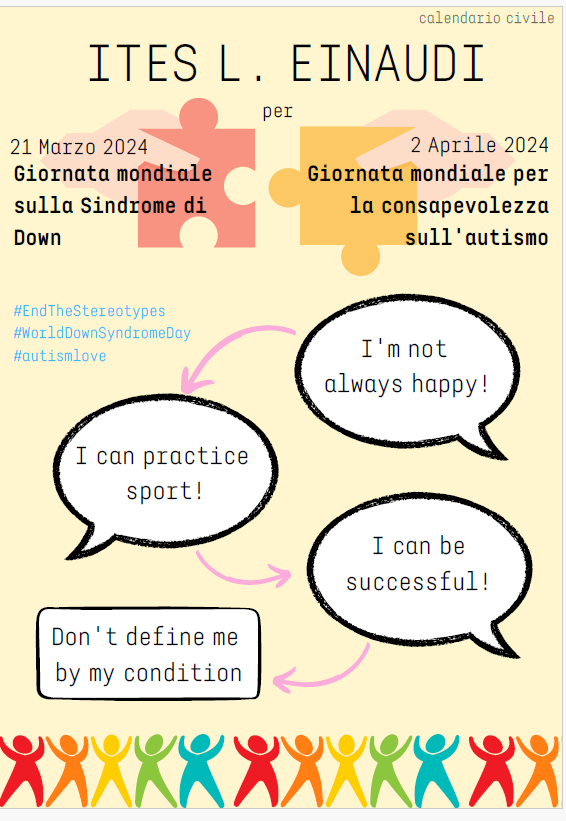 calendario civile
ITES L. EINAUDI
per
21 Marzo 2024
Giornata mondiale
sulla Sindrome di
Down
2 Aprile 2024
Giornata mondiale per
la consapevolezza
sull'autismo
#EndTheStereotypes
#WorldDownSyndromeDay
#autismlove
I'm not
always happy!
I can practice
sport!
I can be
successful!
Don't define me
by my condition